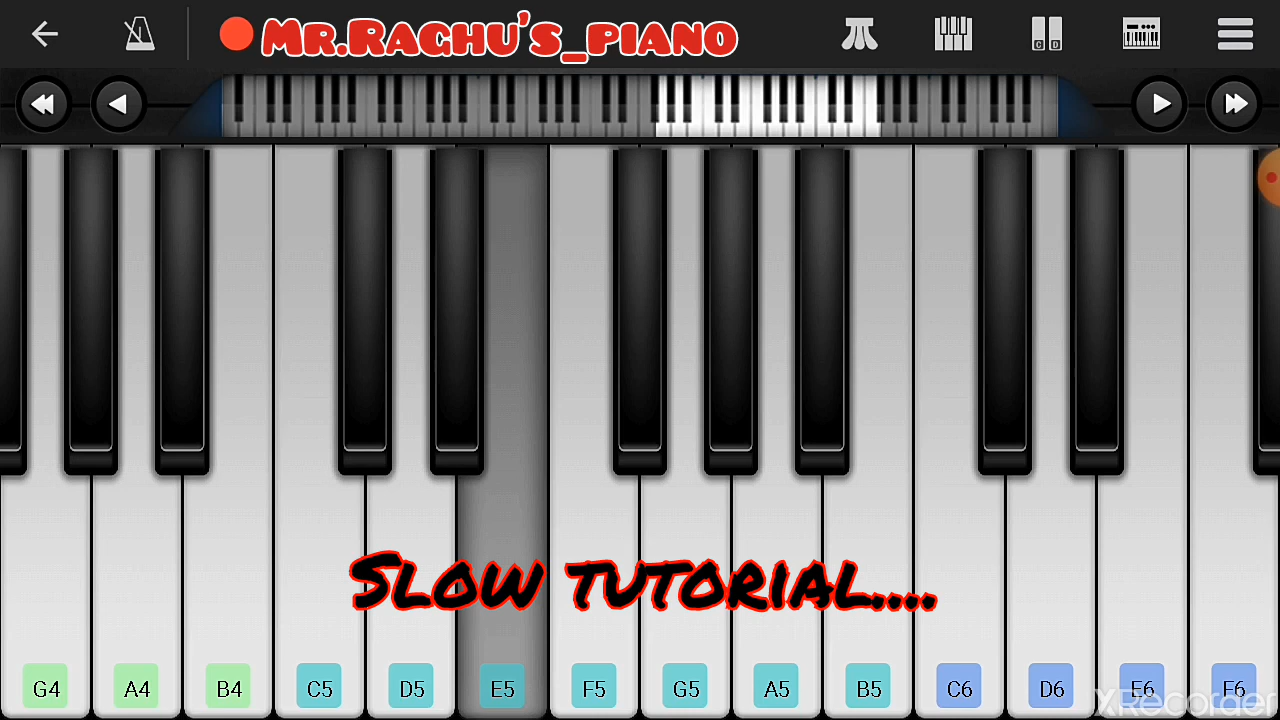 Mr.Raghu's_piano
C D
Slow tutorial....
G4 A4 B4 C5 D5 E5 F5 G5 A5 B5 C6 D6 E6 F6
XRecorder